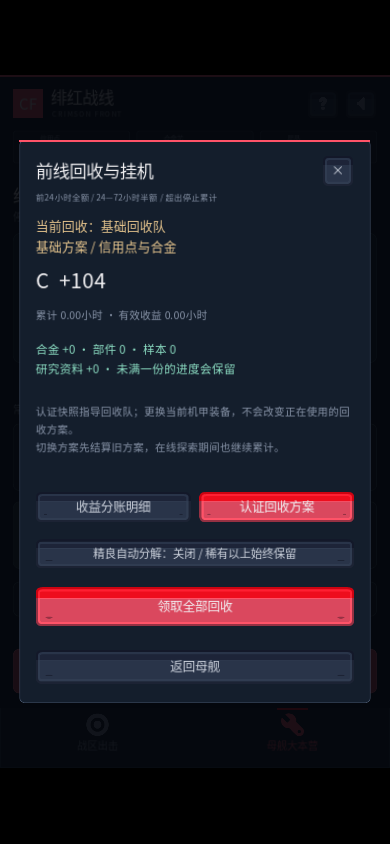 CF 绯红战线
?
前线回收与挂机
×
前24小时全额 / 24—72小时半额 / 超出停止累计
当前回收：基础回收队
基础方案 / 信用点与合金
C +104
累计 0.00小时 · 有效收益 0.00小时
合金 +0 · 部件 0 · 样本 0
研究资料 +0 · 未满一份的进度会保留
认证快照指导回收队；更换当前机甲装备，不会改变正在使用的回
收方案。
切换方案先结算旧方案，在线探索期间也继续累计。
收益分账明细
认证回收方案
精良自动分解：关闭 / 稀有以上始终保留
领取全部回收
返回母舰